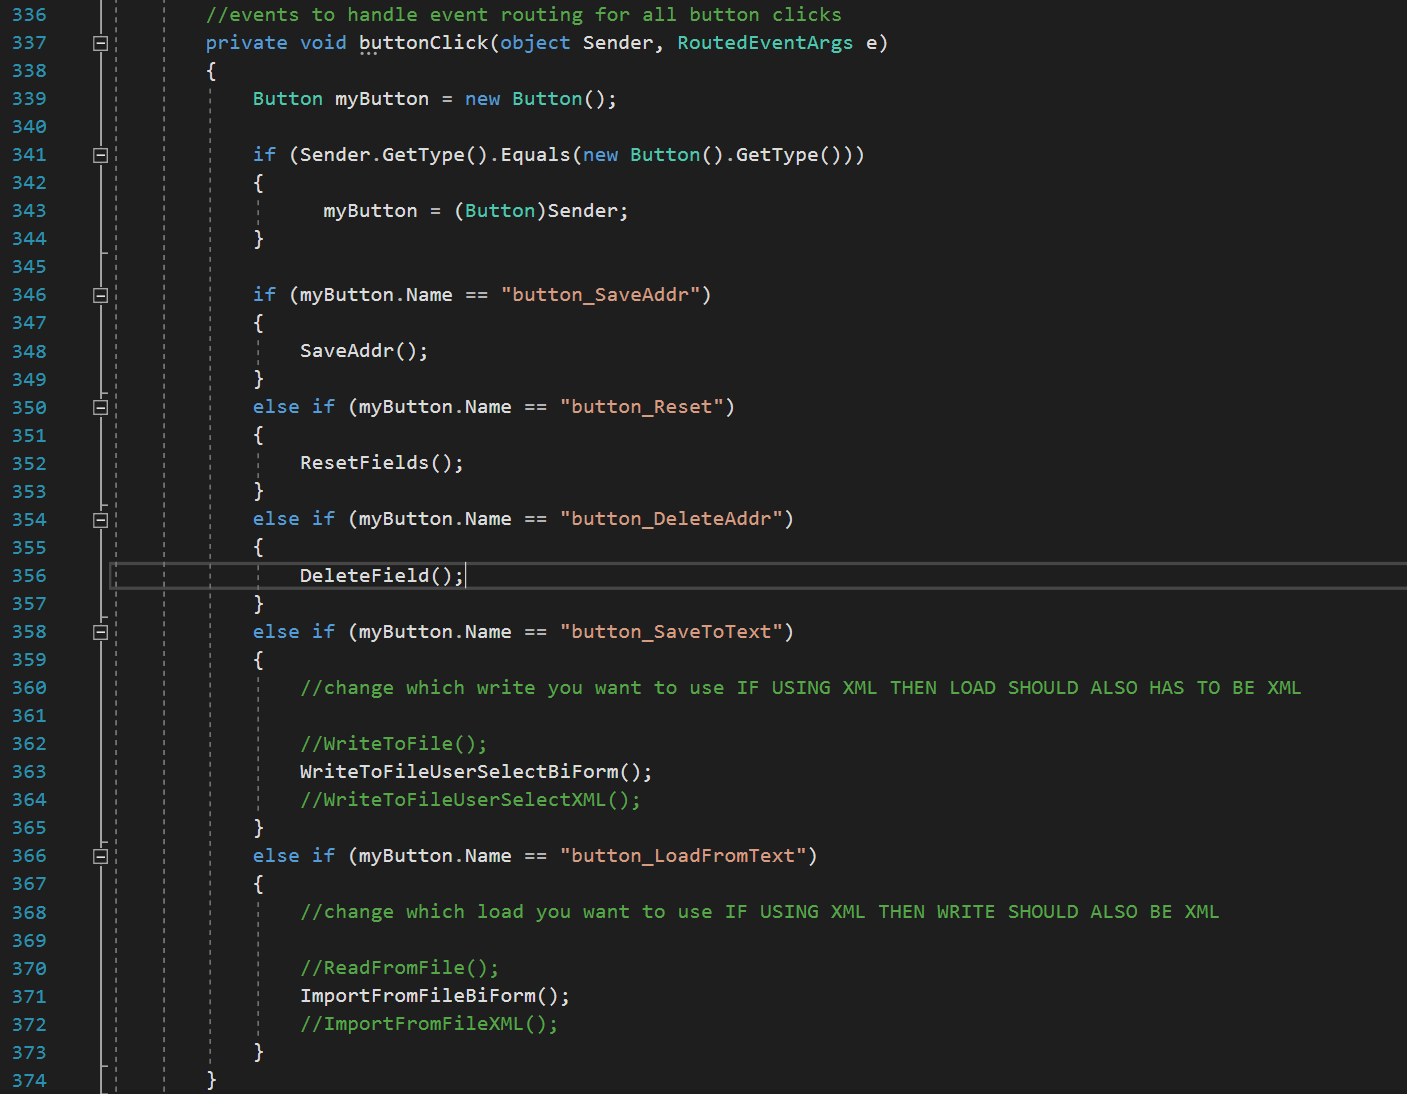 336 //events to handle event routing for all button clicks
337 private void buttonClick(object Sender, RoutedEventArgs e)
338 {
339 Button myButton = new Button();
340
341 if (Sender.GetType().Equals(new Button().GetType()))
342 {
343 myButton = (Button)Sender;
344 }
345
346 if (myButton.Name == "button_SaveAddr")
347 {
348 SaveAddr();
349 }
350 else if (myButton.Name == "button_Reset")
351 {
352 ResetFields();
353 }
354 else if (myButton.Name == "button_DeleteAddr")
355 {
356 DeleteField();
357 }
358 else if (myButton.Name == "button_SaveToText")
359 {
360 //change which write you want to use IF USING XML THEN LOAD SHOULD ALSO HAS TO BE XML
361
362 //WriteToFile();
363 WriteToFileUserSelectBiForm();
364 //WriteToFileUserSelectXML();
365 }
366 else if (myButton.Name == "button_LoadFromText")
367 {
368 //change which load you want to use IF USING XML THEN WRITE SHOULD ALSO BE XML
369
370 //ReadFromFile();
371 ImportFromFileBiForm();
372 //ImportFromFileXML();
373 }
374 }